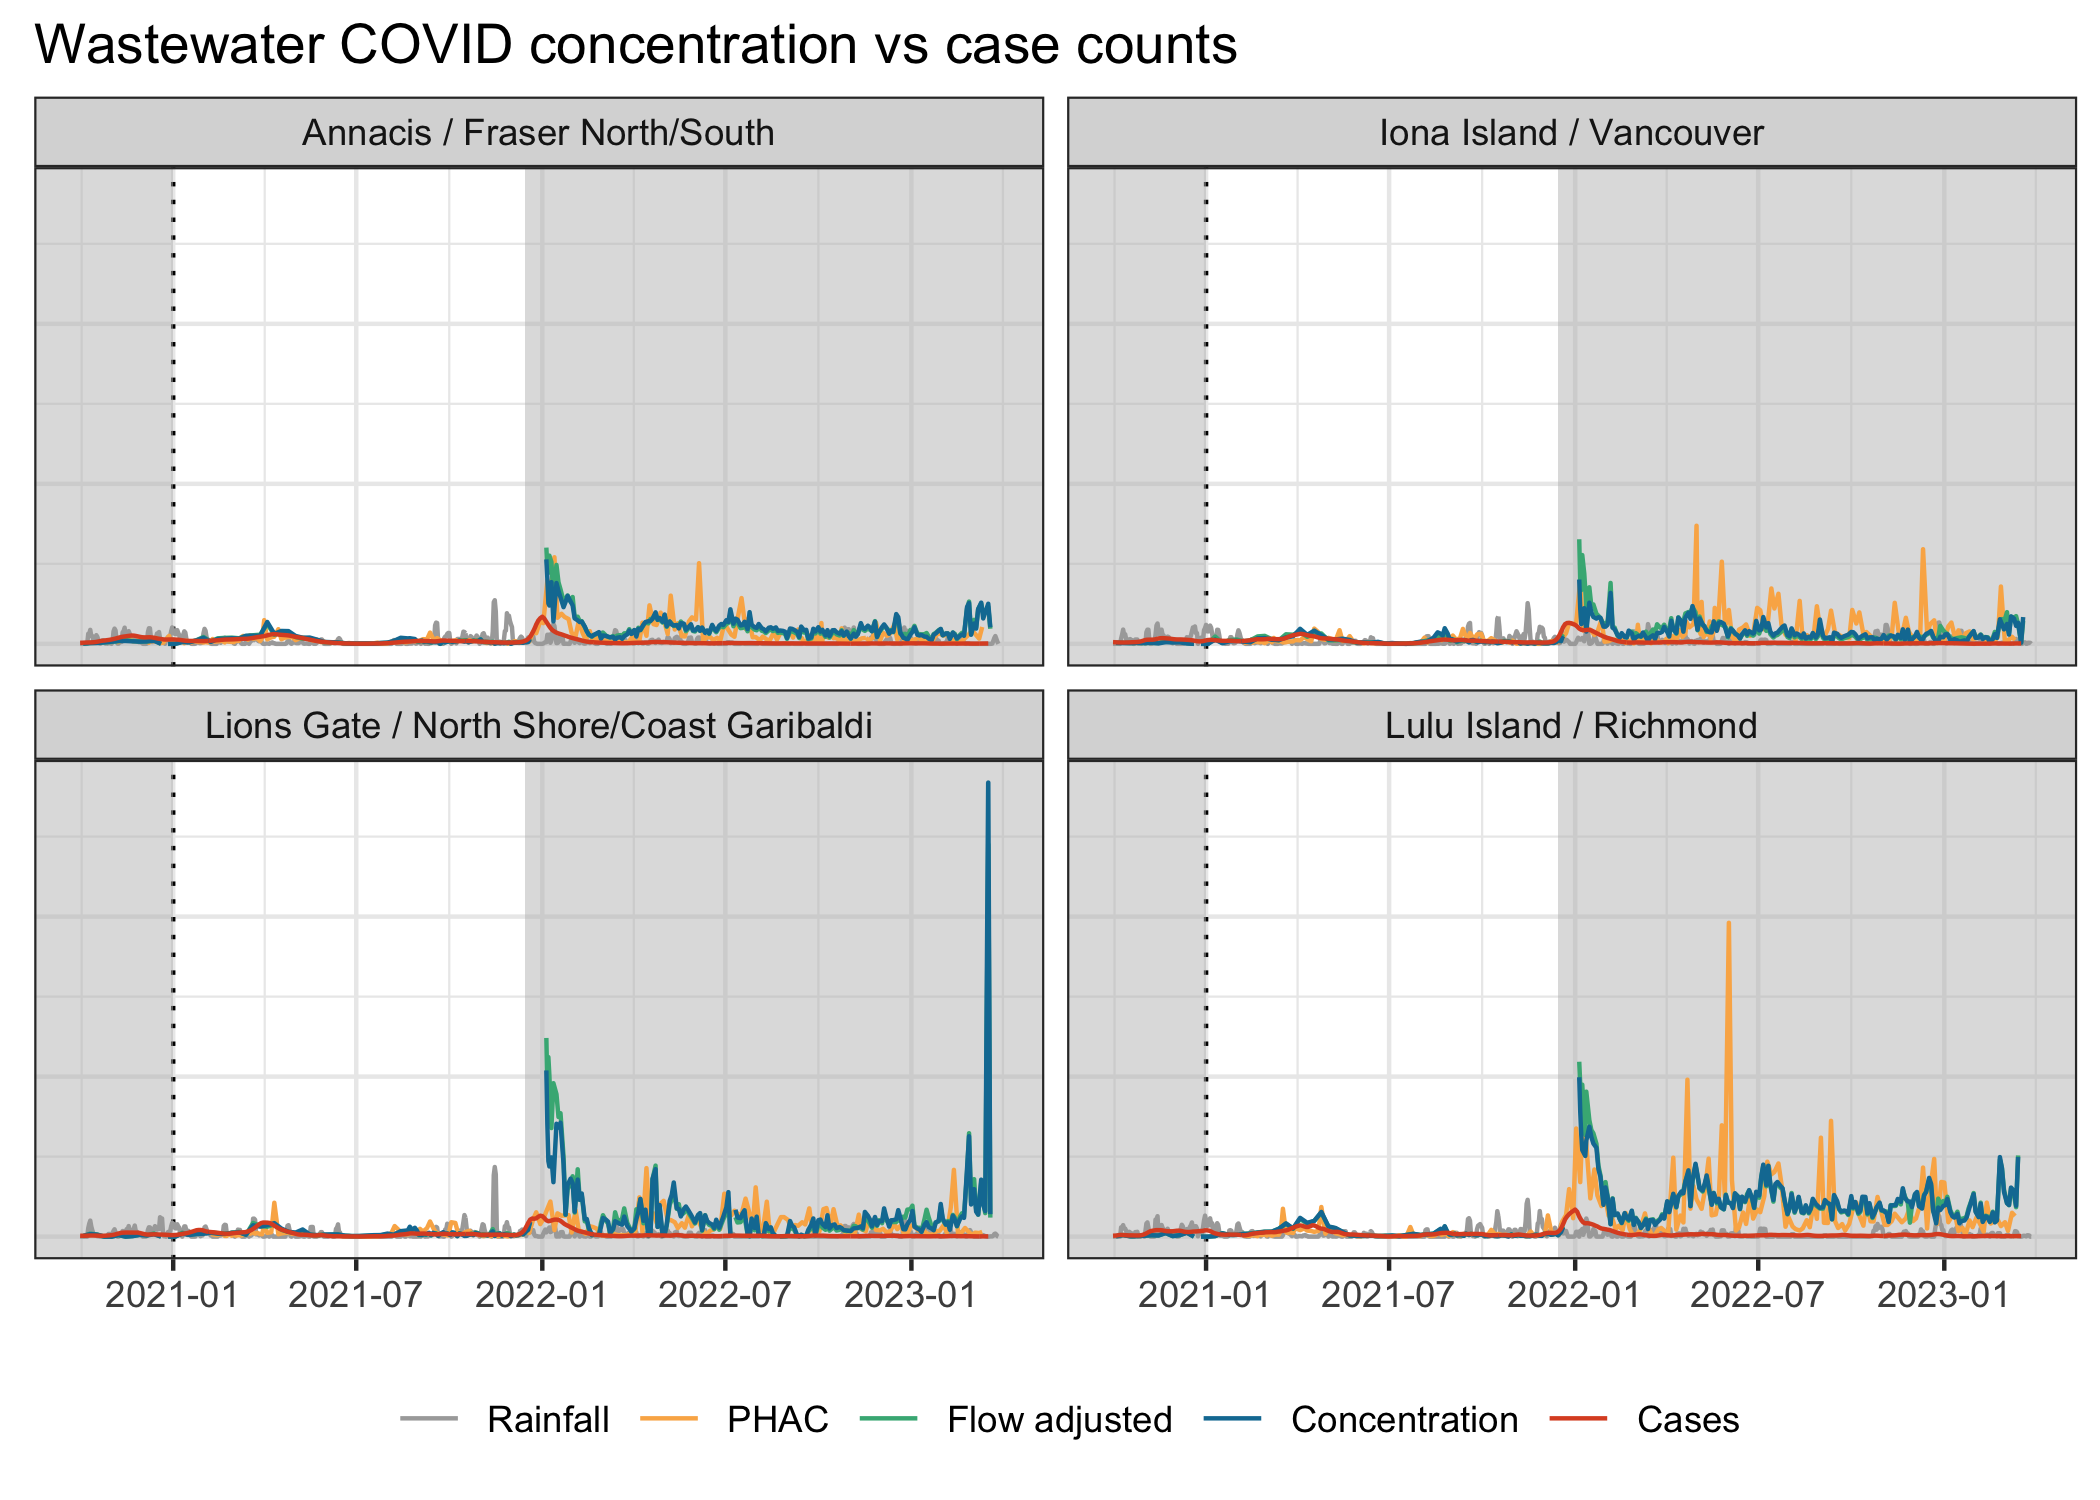 Wastewater COVID concentration vs case counts
Annacis / Fraser North/South
Iona Island / Vancouver
Lions Gate / North Shore/Coast Garibaldi
Lulu Island / Richmond
2021-01 2021-07 2022-01 2022-07 2023-01
2021-01 2021-07 2022-01 2022-07 2023-01
Rainfall PHAC Flow adjusted Concentration Cases